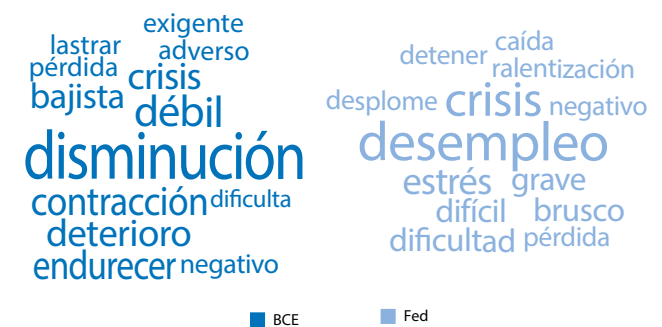 exigente
lastrar adverso
pérdida crisis
bajista débil
disminución
contracción dificulta
deterioro
endurecer negativo
caída
detener ralentización
desplome crisis negativo
desempleo
estrés grave
difícil brusco
dificultad pérdida
BCE Fed